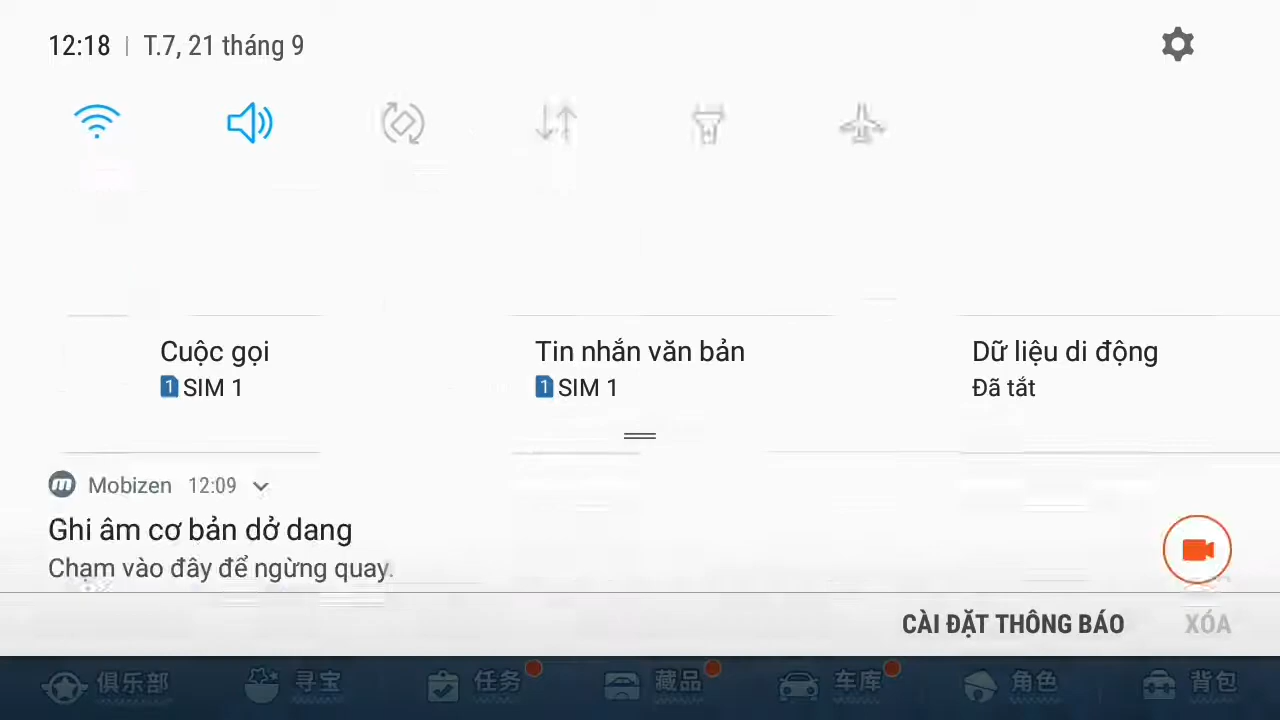 12:18 | T.7, 21 tháng 9
Cuộc gọi
1 SIM 1
Tin nhắn văn bản
1 SIM 1
Dữ liệu di động
Đã tắt
m Mobizen 12:09
Ghi âm cơ bản dở dang
Chạm vào đây để ngừng quay.
CÀI ĐẶT THÔNG BÁO XÓA
俱乐部 寻宝 任务 藏品 车库 角色 背包